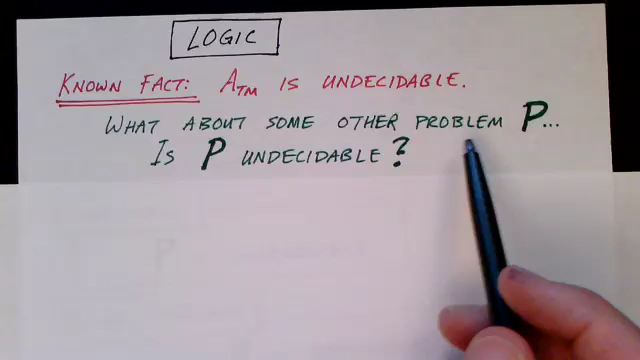 LOGIC
KNOWN FACT: ATM IS UNDECIDABLE.
WHAT ABOUT SOME OTHER PROBLEM P...
IS P UNDECIDABLE?